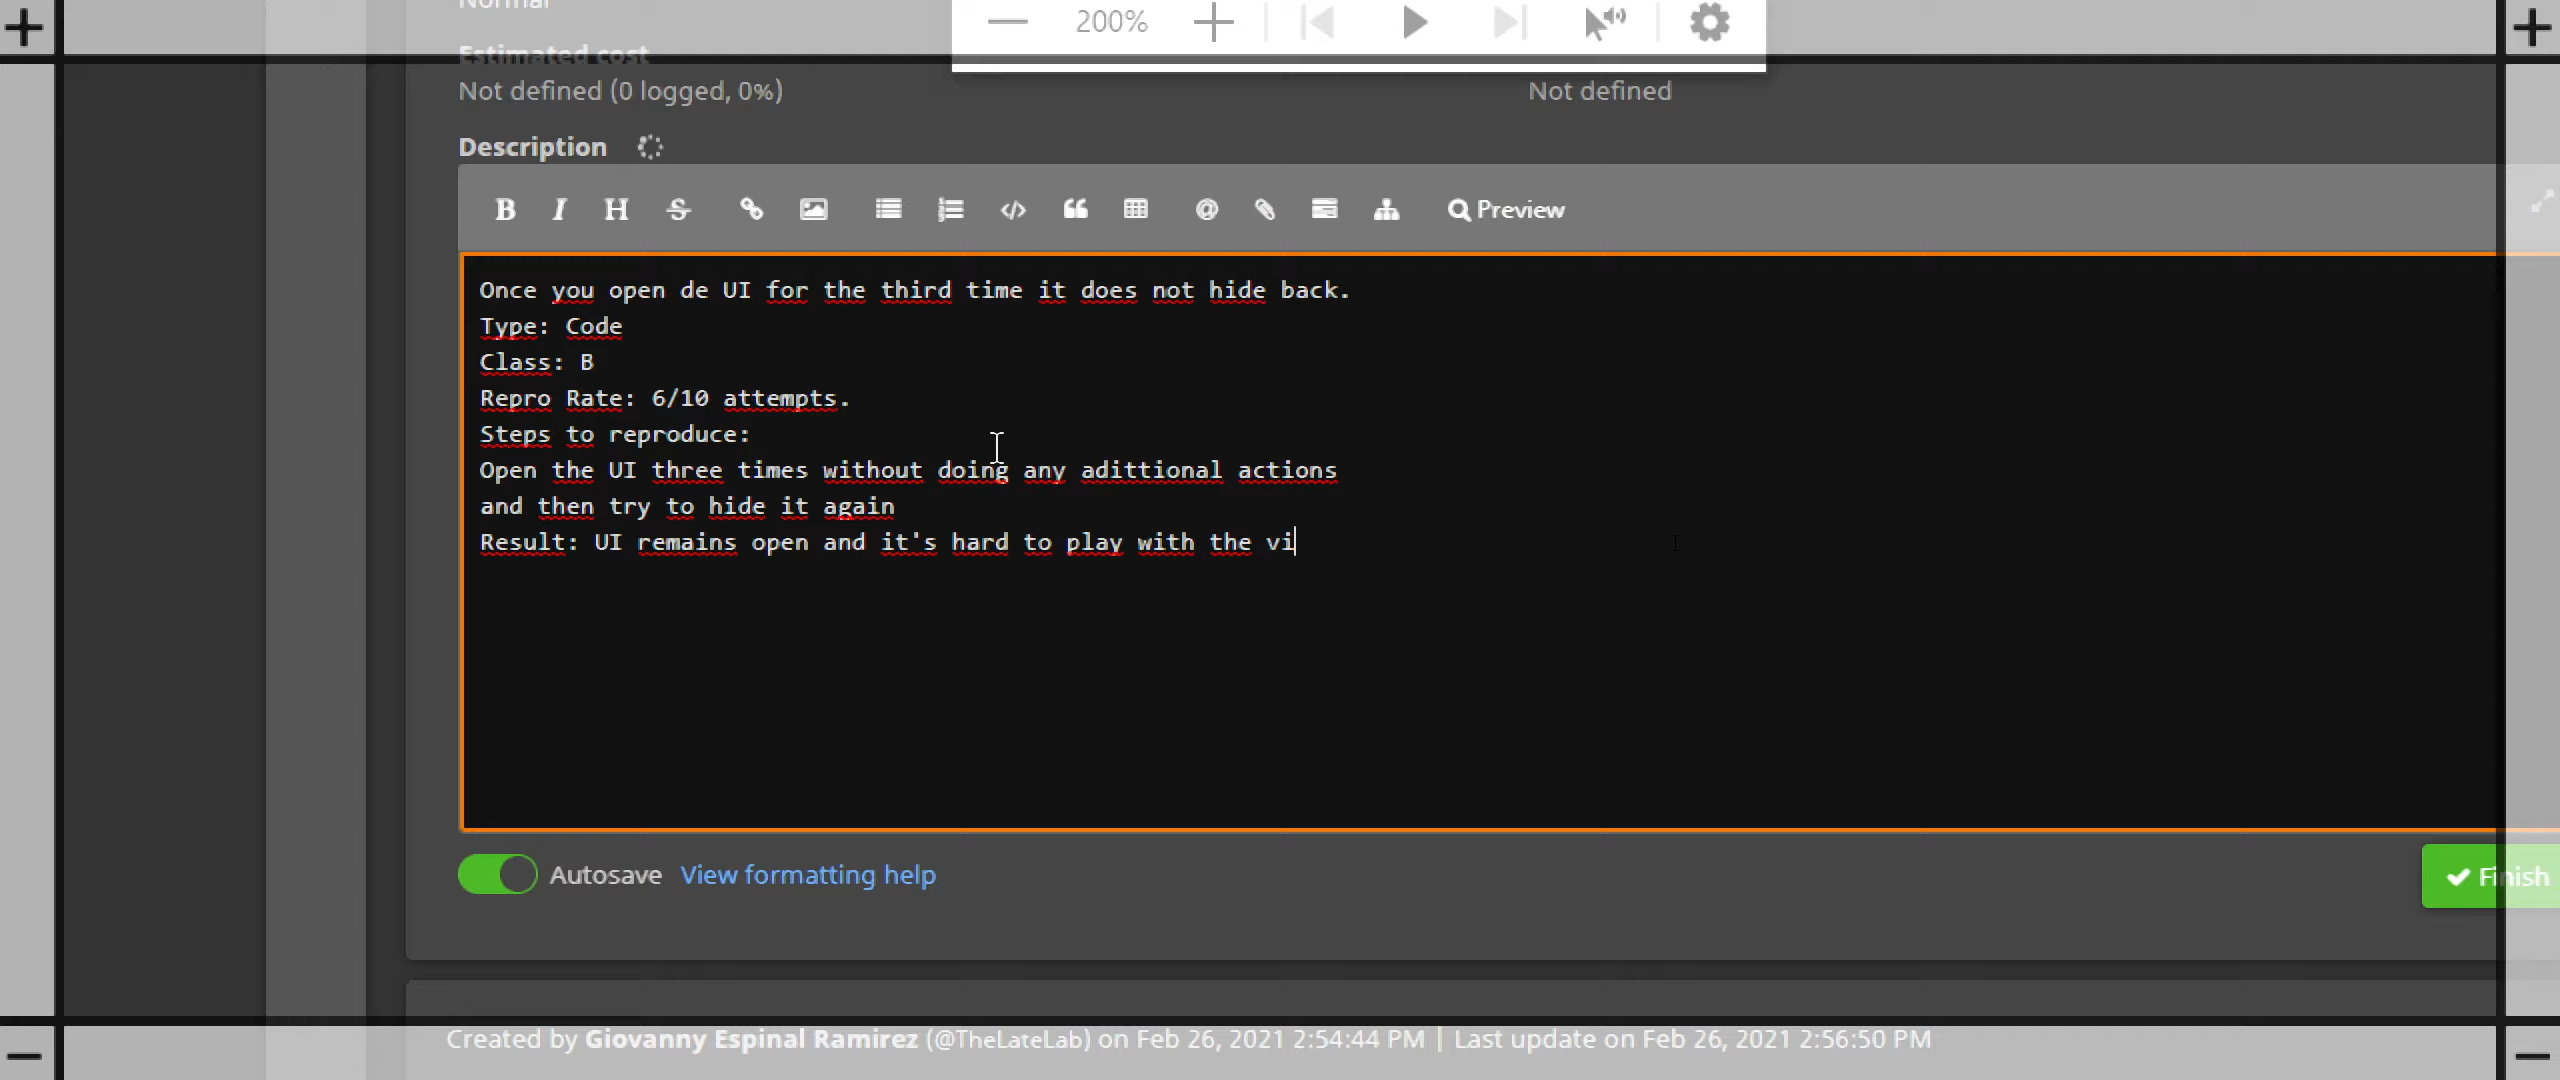 Normal
200%
Estimated cost
Not defined (0 logged, 0%)
Not defined
Description
B I H S Preview
Once you open de UI for the third time it does not hide back.
Type: Code
Class: B
Repro Rate: 6/10 attempts.
Steps to reproduce:
Open the UI three times without doing any adittional actions
and then try to hide it again
Result: UI remains open and it's hard to play with the vi
Autosave View formatting help
Finish
Created by Giovanny Espinal Ramirez (@TheLateLab) on Feb 26, 2021 2:54:44 PM | Last update on Feb 26, 2021 2:56:50 PM